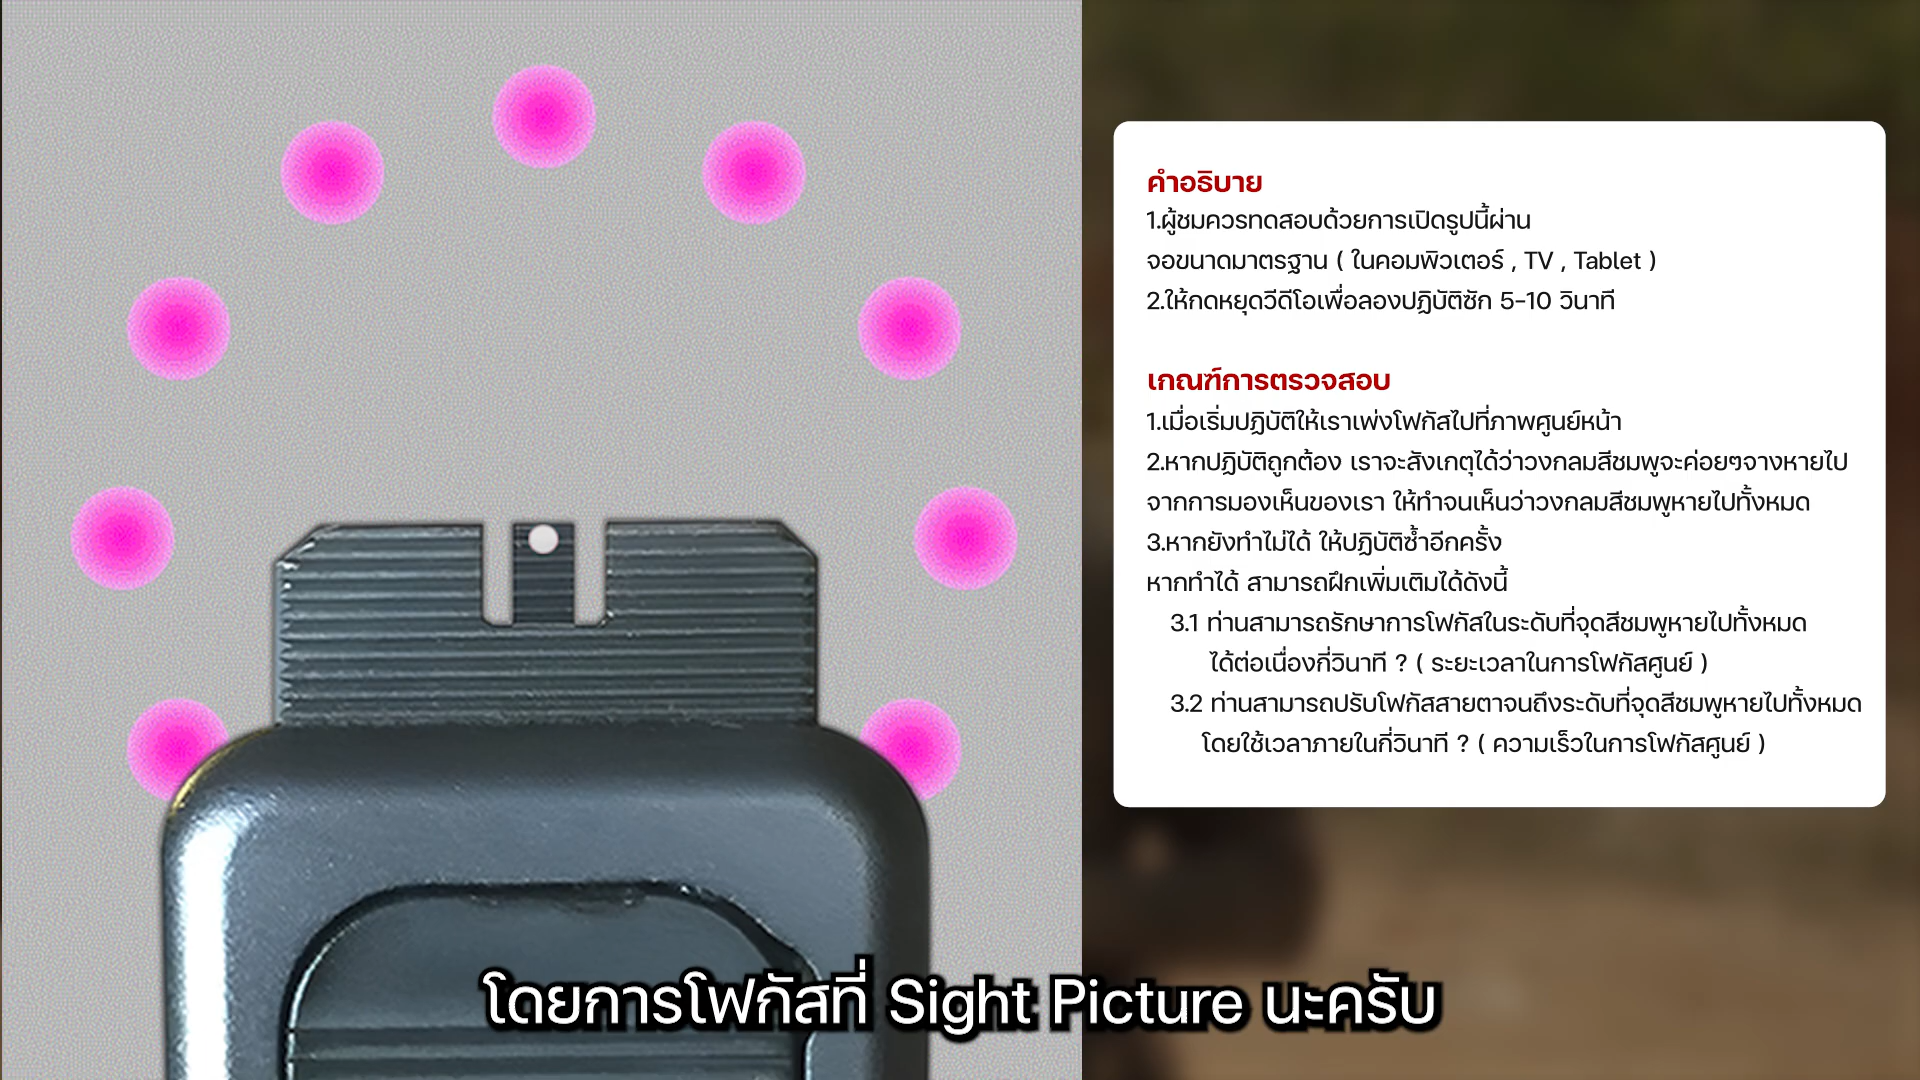 คำอธิบาย
1.ผู้ชมควรทดสอบด้วยการเปิดรูปนี้ผ่าน
จอขนาดมาตรฐาน ( ในคอมพิวเตอร์ , TV , Tablet )
2.ให้กดหยุดวีดีโอเพื่อลองปฏิบัติซัก 5-10 วินาที
เกณฑ์การตรวจสอบ
1.เมื่อเริ่มปฏิบัติให้เราเพ่งโฟกัสไปที่ภาพศูนย์หน้า
2.หากปฏิบัติถูกต้อง เราจะสังเกตุได้ว่าวงกลมสีชมพูจะค่อยๆจางหายไป
จากการมองเห็นของเรา ให้ทำจนเห็นว่าวงกลมสีชมพูหายไปทั้งหมด
3.หากยังทำไม่ได้ ให้ปฏิบัติซ้ำอีกครั้ง
หากทำได้ สามารถฝึกเพิ่มเติมได้ดังนี้
3.1 ท่านสามารถรักษาการโฟกัสในระดับที่จุดสีชมพูหายไปทั้งหมด
ได้ต่อเนื่องกี่วินาที ? ( ระยะเวลาในการโฟกัสศูนย์ )
3.2 ท่านสามารถปรับโฟกัสสายตาจนถึงระดับที่จุดสีชมพูหายไปทั้งหมด
โดยใช้เวลาภายในกี่วินาที ? ( ความเร็วในการโฟกัสศูนย์ )
โดยการโฟกัสที่ Sight Picture นะครับ